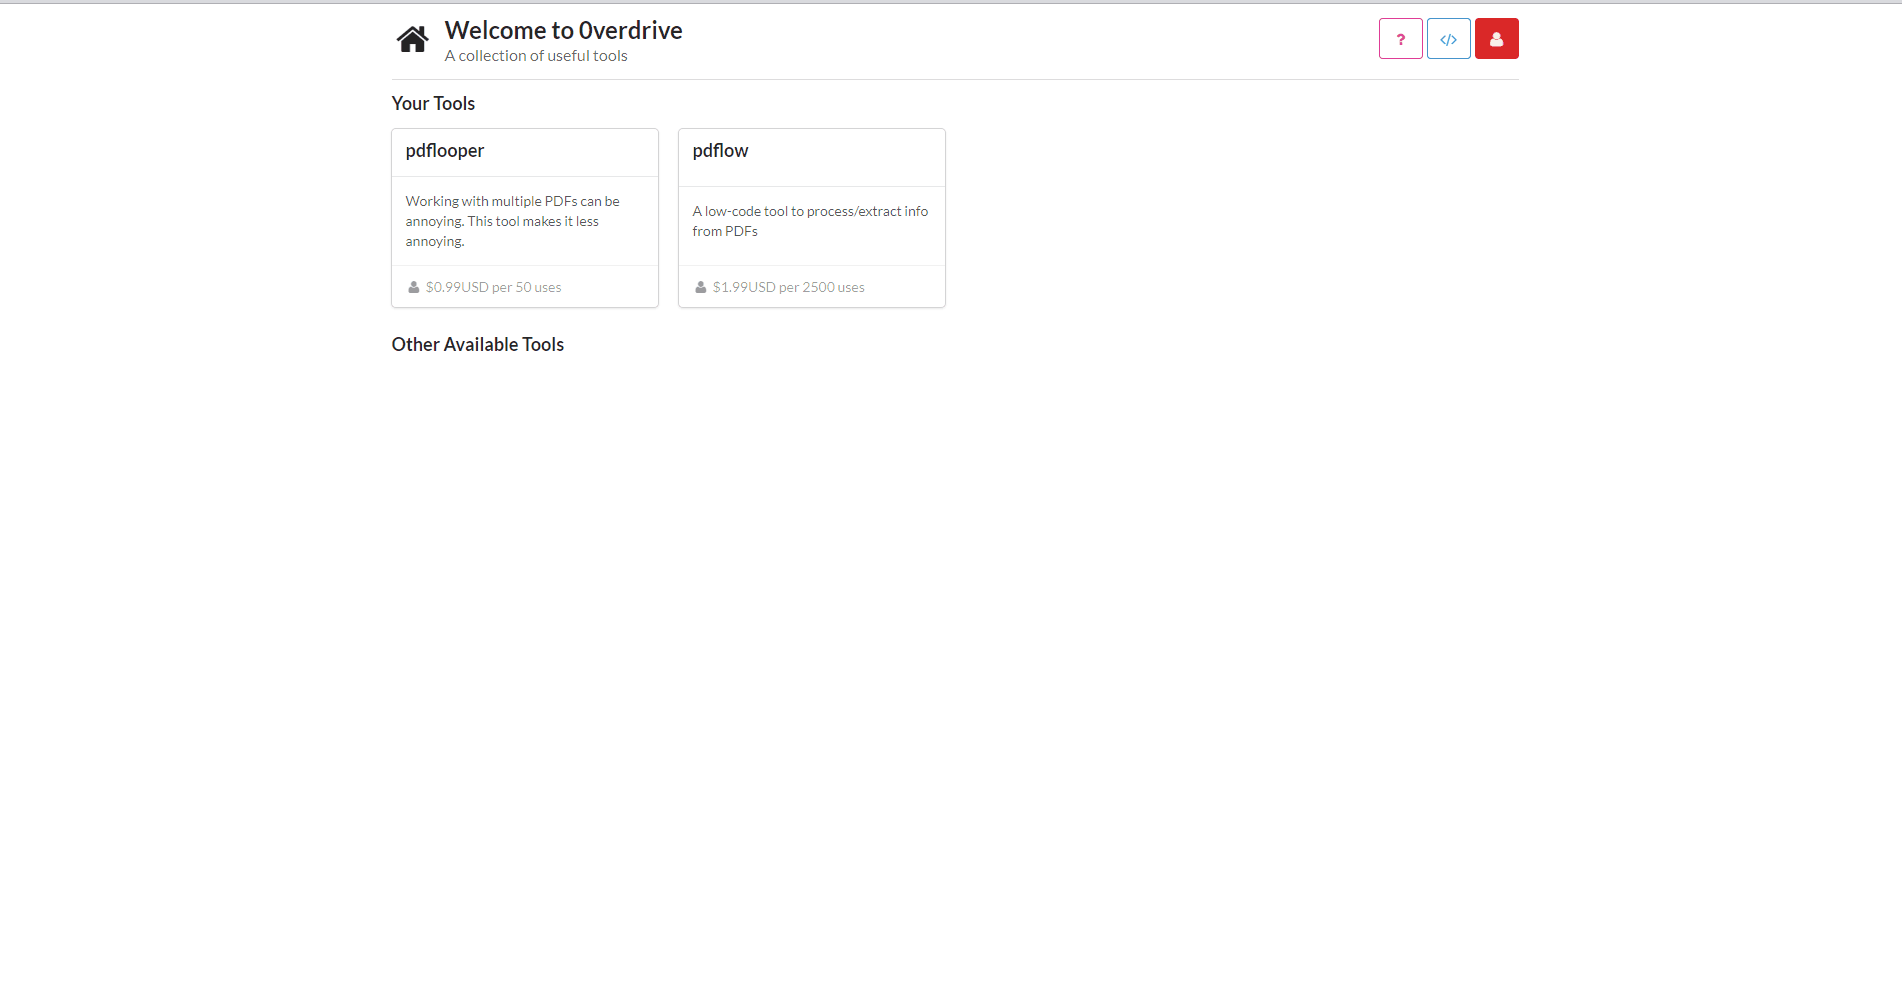 Welcome to 0verdrive
A collection of useful tools
?
</>
Your Tools
pdflooper
Working with multiple PDFs can be
annoying. This tool makes it less
annoying.
$0.99USD per 50 uses
pdflow
A low-code tool to process/extract info
from PDFs
$1.99USD per 2500 uses
Other Available Tools